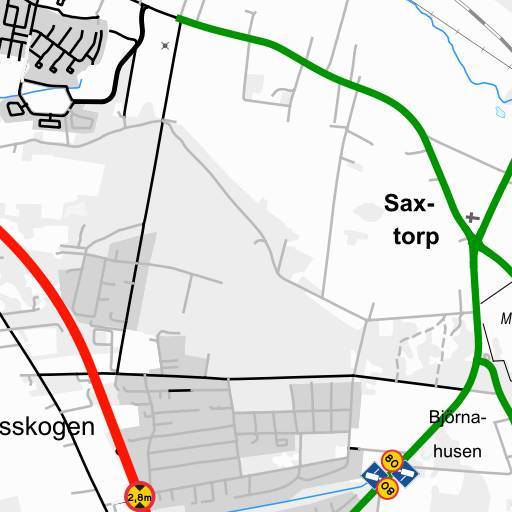 Sax-
torp
M
sskogen
Björna-
husen
80
80
2,8m